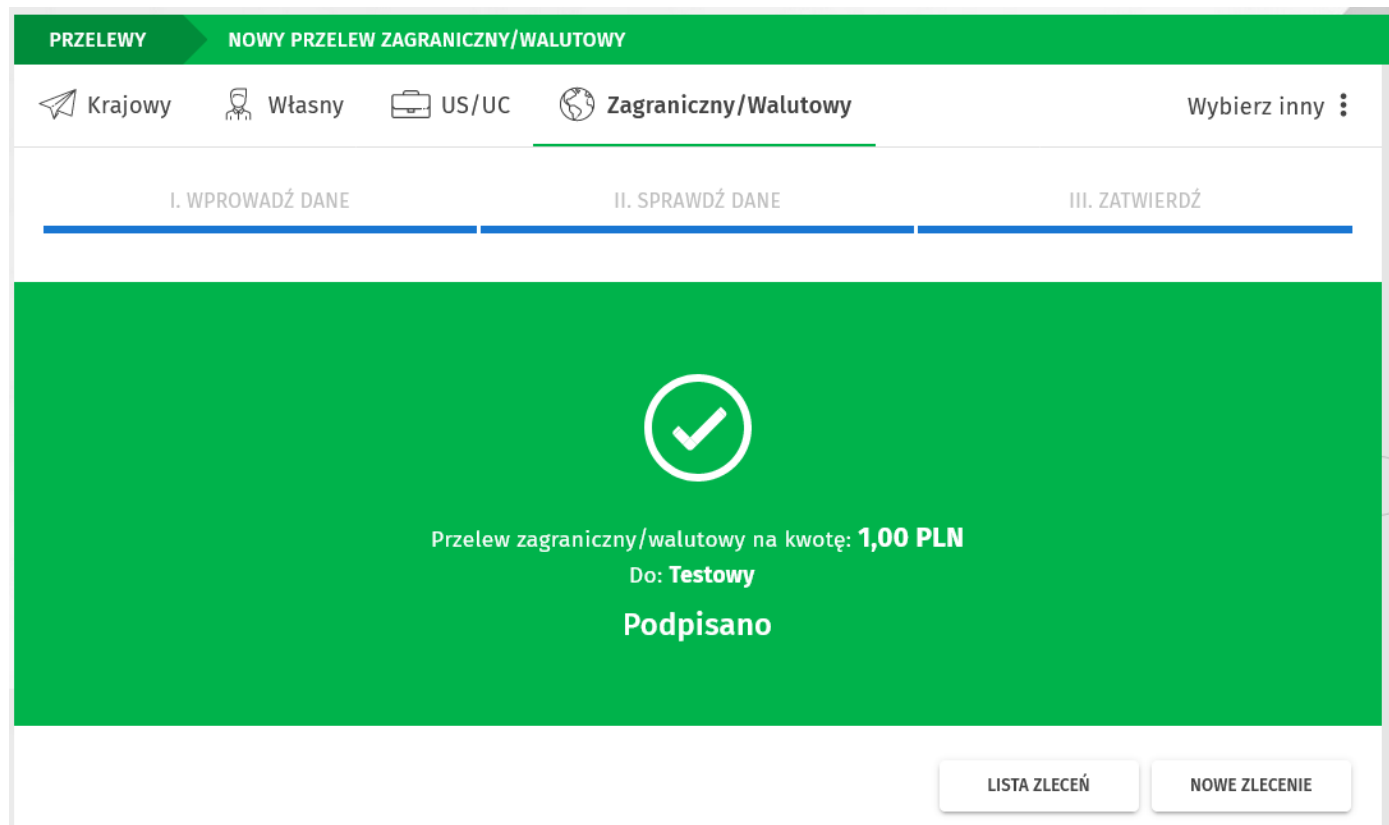 PRZELEWY NOWY PRZELEW ZAGRANICZNY/WALUTOWY
Krajowy Własny US/UC Zagraniczny/Walutowy Wybierz inny
I. WPROWADŹ DANE II. SPRAWDŹ DANE III. ZATWIERDŹ
Przelew zagraniczny/walutowy na kwotę: 1,00 PLN
Do: Testowy
Podpisano
LISTA ZLECEŃ NOWE ZLECENIE